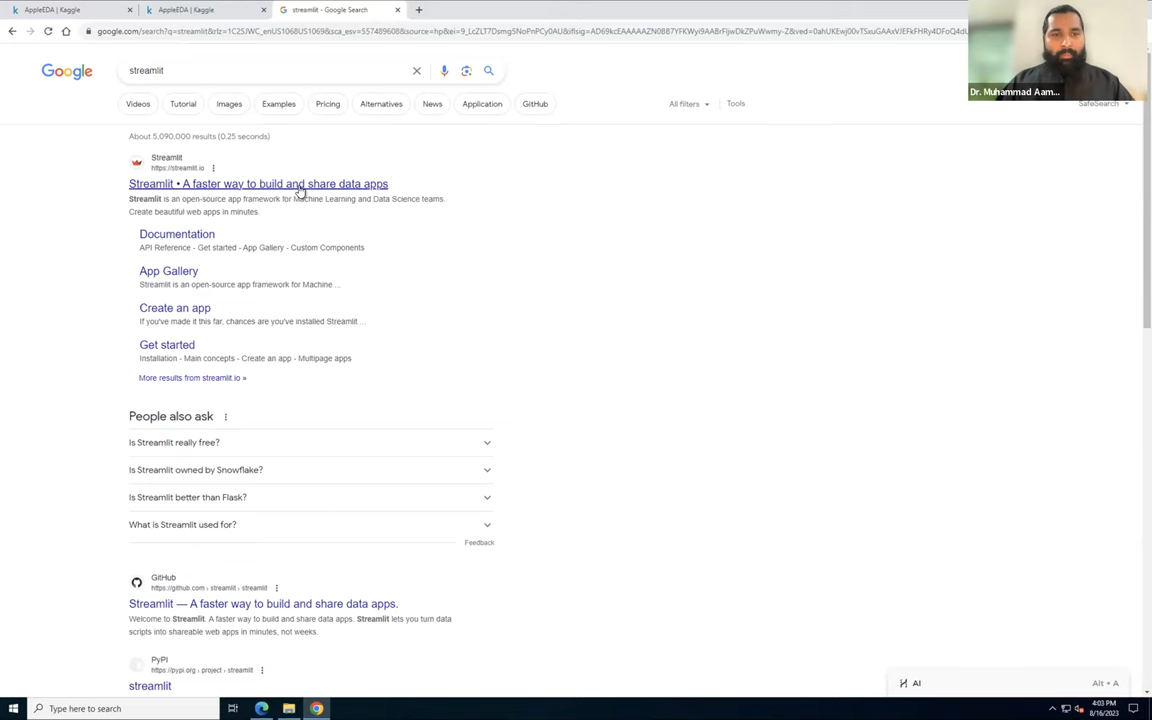 AppleEDA | Kaggle
AppleEDA | Kaggle
streamlit - Google Search
Google
streamlit
Videos
Tutorial
Images
Examples
Pricing
Alternatives
News
Application
GitHub
All filters
Tools
SafeSearch
Dr. Muhammad Aam...
About 5,090,000 results (0.25 seconds)
Streamlit
https://streamlit.io
Streamlit • A faster way to build and share data apps
Streamlit is an open-source app framework for Machine Learning and Data Science teams.
Create beautiful web apps in minutes.
Documentation
API Reference - Get started - App Gallery - Custom Components
App Gallery
Streamlit is an open-source app framework for Machine ...
Create an app
If you've made it this far, chances are you've installed Streamlit ...
Get started
Installation - Main concepts - Create an app - Multipage apps
More results from streamlit.io »
People also ask
Is Streamlit really free?
Is Streamlit owned by Snowflake?
Is Streamlit better than Flask?
What is Streamlit used for?
Feedback
GitHub
https://github.com › streamlit › streamlit
Streamlit — A faster way to build and share data apps.
Welcome to Streamlit. A faster way to build and share data apps. Streamlit lets you turn data
scripts into shareable web apps in minutes, not weeks.
PyPI
https://pypi.org › project › streamlit
streamlit
AI
Alt + A
Type here to search
4:03 PM
8/16/2023